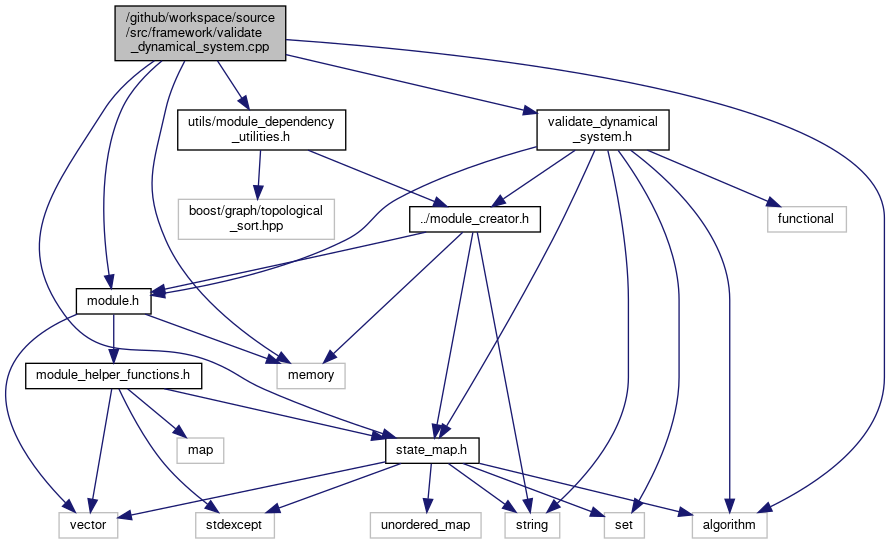 /github/workspace/source
/src/framework/validate
_dynamical_system.cpp
utils/module_dependency
_utilities.h
validate_dynamical
_system.h
boost/graph/topological
_sort.hpp
../module_creator.h
functional
module.h
module_helper_functions.h
memory
map
state_map.h
vector
stdexcept
unordered_map
string
set
algorithm